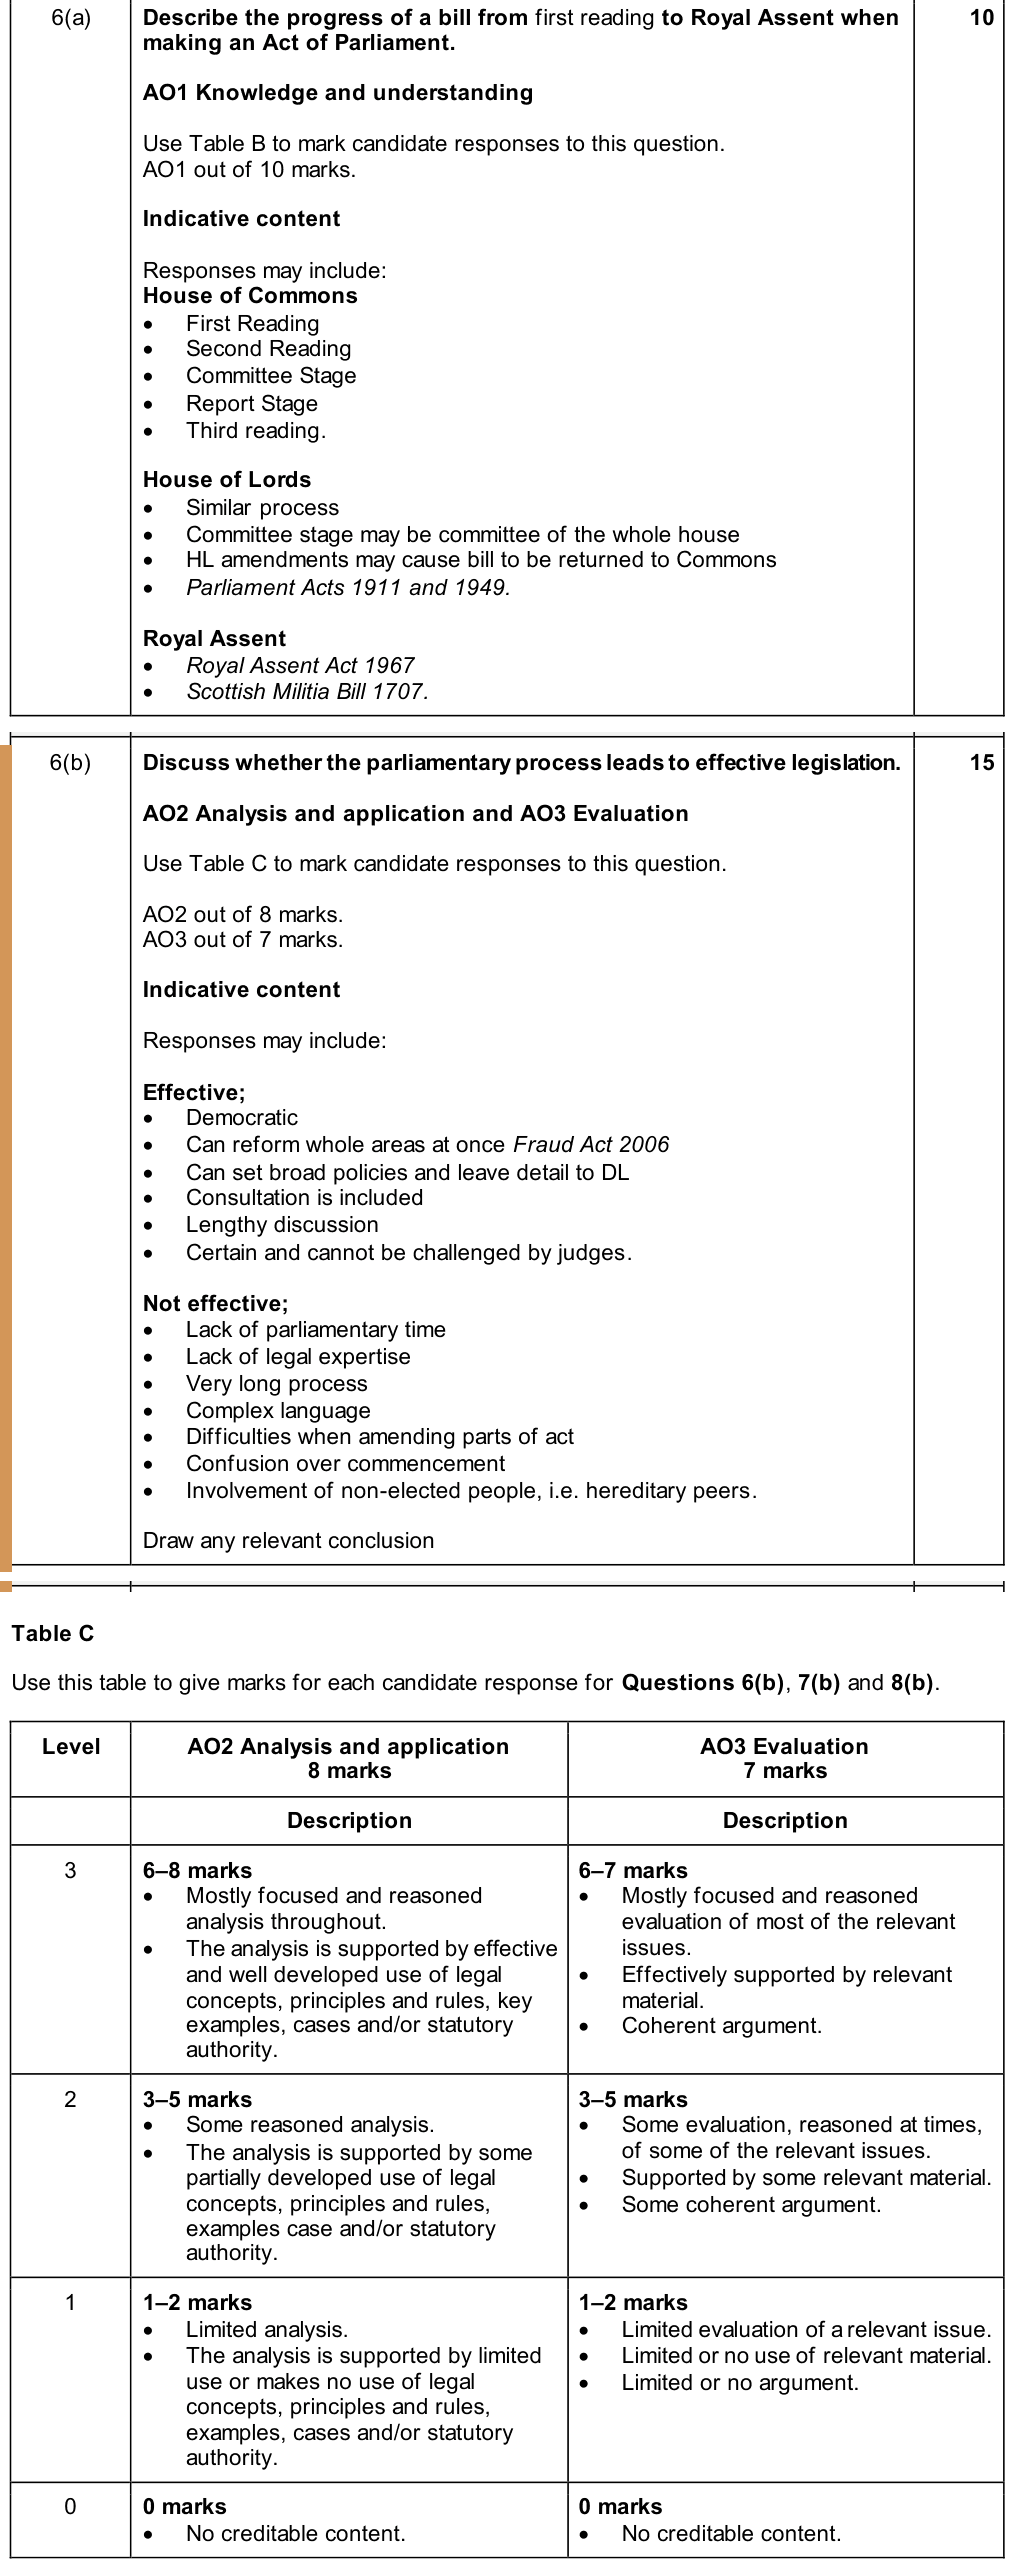 6(a) Describe the progress of a bill from first reading to Royal Assent when 10
making an Act of Parliament.
AO1 Knowledge and understanding
Use Table B to mark candidate responses to this question.
AO1 out of 10 marks.
Indicative content
Responses may include:
House of Commons
• First Reading
• Second Reading
• Committee Stage
• Report Stage
• Third reading.
House of Lords
• Similar process
• Committee stage may be committee of the whole house
• HL amendments may cause bill to be returned to Commons
• Parliament Acts 1911 and 1949.
Royal Assent
• Royal Assent Act 1967
• Scottish Militia Bill 1707.
6(b) Discuss whether the parliamentary process leads to effective legislation. 15
AO2 Analysis and application and AO3 Evaluation
Use Table C to mark candidate responses to this question.
AO2 out of 8 marks.
AO3 out of 7 marks.
Indicative content
Responses may include:
Effective;
• Democratic
• Can reform whole areas at once Fraud Act 2006
• Can set broad policies and leave detail to DL
• Consultation is included
• Lengthy discussion
• Certain and cannot be challenged by judges.
Not effective;
• Lack of parliamentary time
• Lack of legal expertise
• Very long process
• Complex language
• Difficulties when amending parts of act
• Confusion over commencement
• Involvement of non-elected people, i.e. hereditary peers.
Draw any relevant conclusion
Table C
Use this table to give marks for each candidate response for Questions 6(b), 7(b) and 8(b).
Level
AO2 Analysis and application
8 marks
AO3 Evaluation
7 marks
Description
Description
3
6–8 marks
• Mostly focused and reasoned
analysis throughout.
• The analysis is supported by effective
and well developed use of legal
concepts, principles and rules, key
examples, cases and/or statutory
authority.
6–7 marks
• Mostly focused and reasoned
evaluation of most of the relevant
issues.
• Effectively supported by relevant
material.
• Coherent argument.
2
3–5 marks
• Some reasoned analysis.
• The analysis is supported by some
partially developed use of legal
concepts, principles and rules,
examples case and/or statutory
authority.
3–5 marks
• Some evaluation, reasoned at times,
of some of the relevant issues.
• Supported by some relevant material.
• Some coherent argument.
1
1–2 marks
• Limited analysis.
• The analysis is supported by limited
use or makes no use of legal
concepts, principles and rules,
examples, cases and/or statutory
authority.
1–2 marks
• Limited evaluation of a relevant issue.
• Limited or no use of relevant material.
• Limited or no argument.
0
0 marks
• No creditable content.
0 marks
• No creditable content.